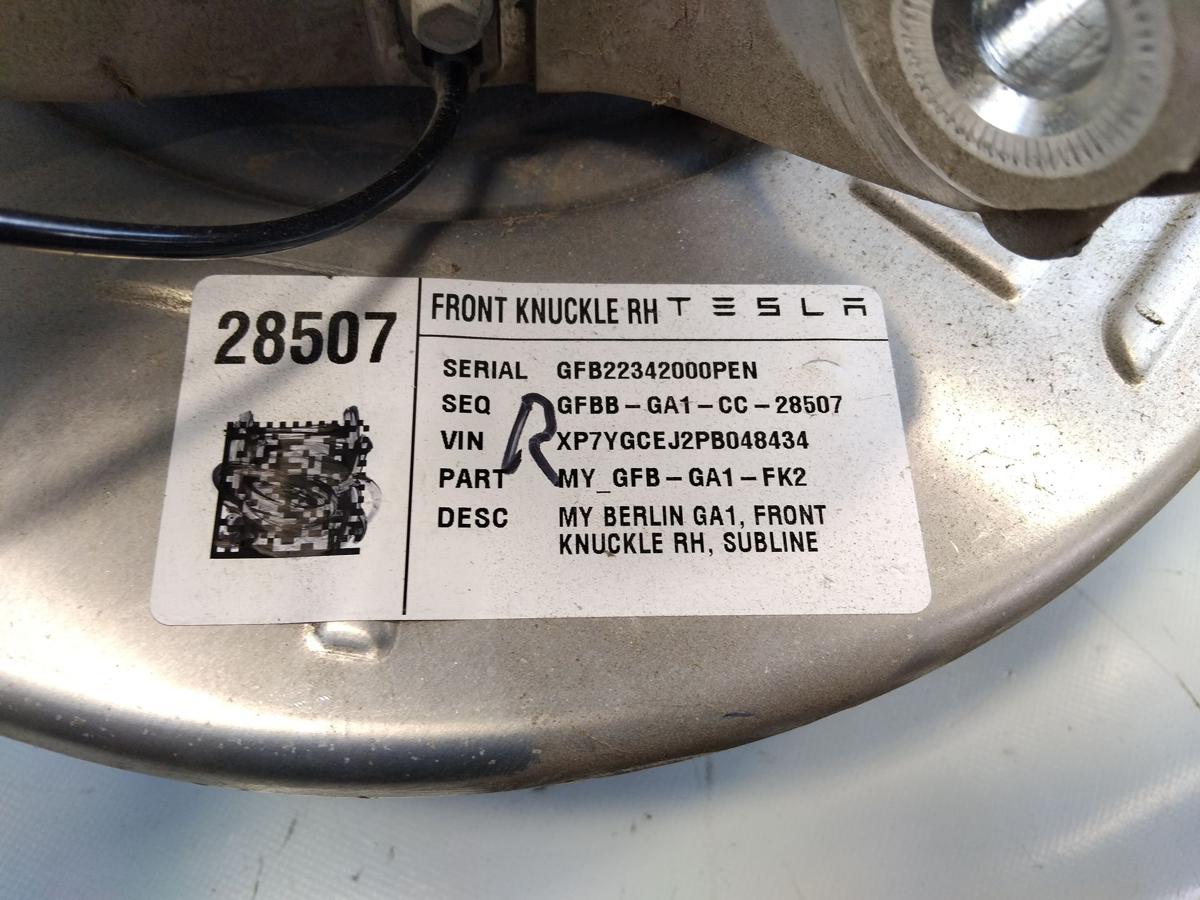 28507
FRONT KNUCKLE RH TESLA
SERIAL GFB22342000PEN
SEQ GFBB-GA1-CC-28507
VIN XP7YGCEJ2PB048434
PART MY_GFB-GA1-FK2
DESC MY BERLIN GA1, FRONT
KNUCKLE RH, SUBLINE
R